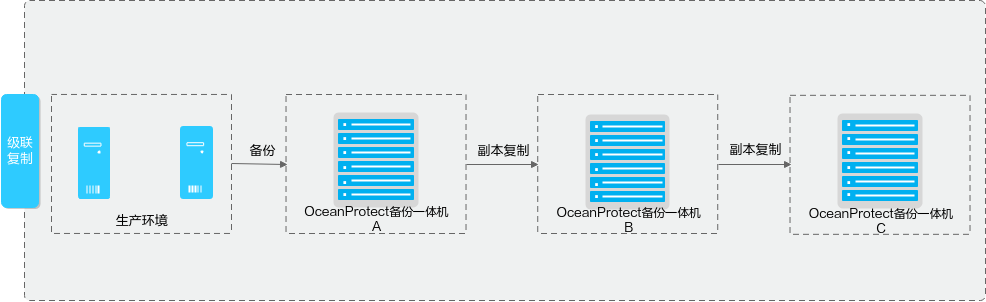 级联
复制
生产环境
备份
OceanProtect备份一体机
A
副本复制
OceanProtect备份一体机
B
副本复制
OceanProtect备份一体机
C